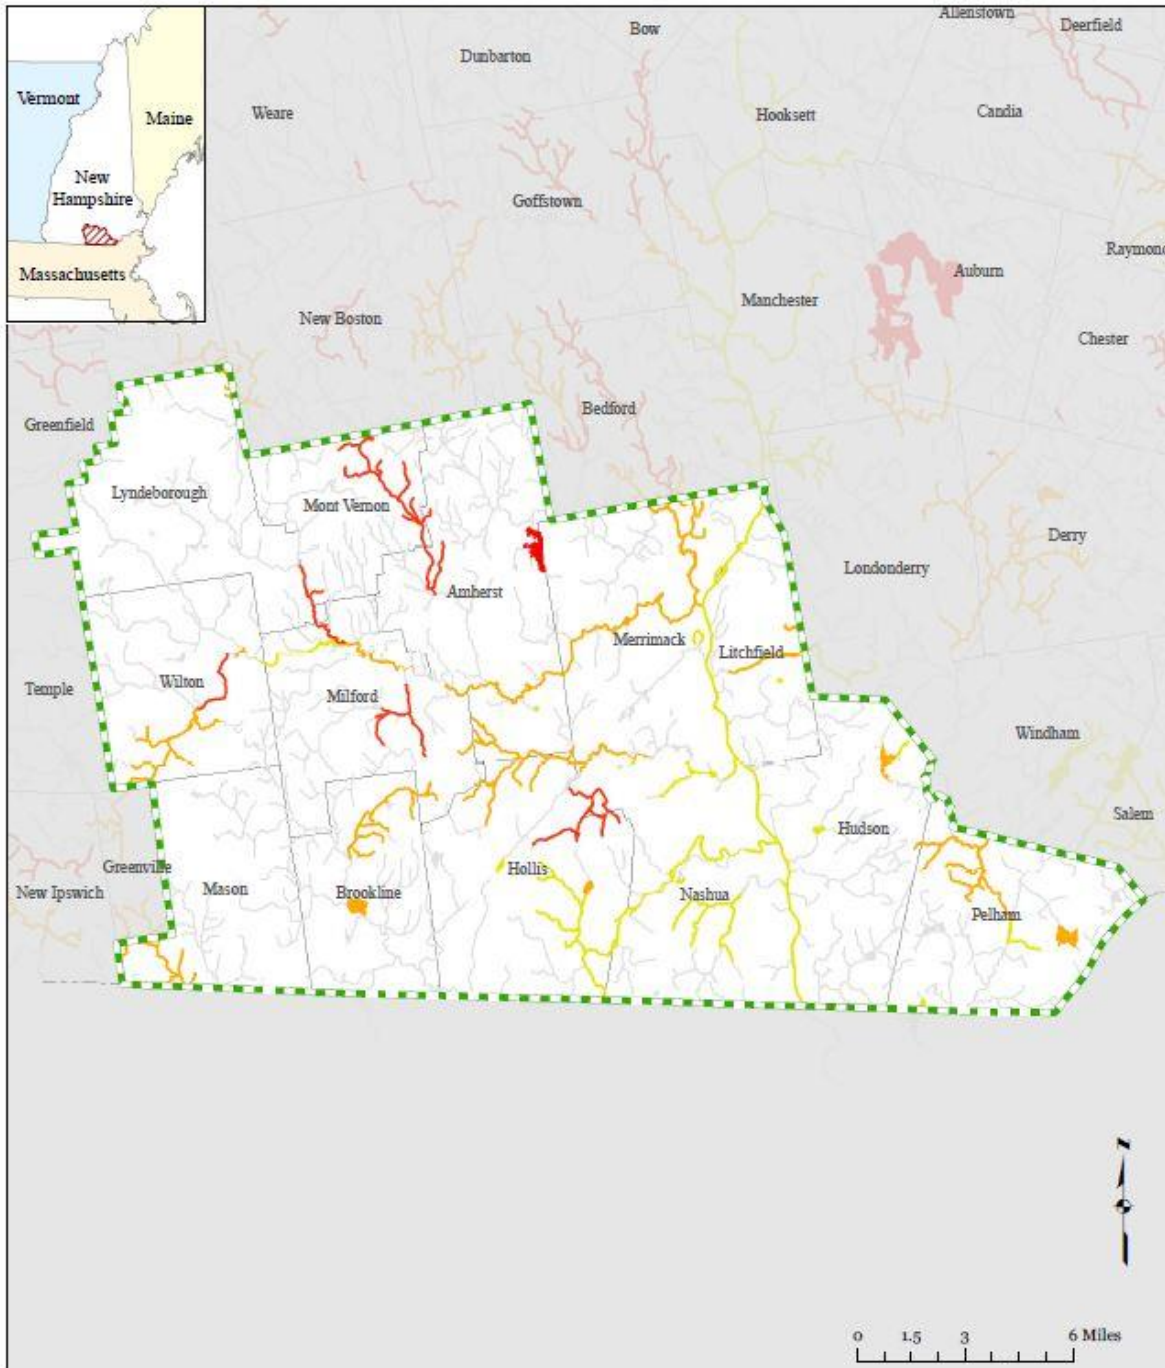 Allenstown
Deerfield
Bow
Dunbarton
Vermont
Maine
Weare
Hooksett
Candia
New
Hampshire
Goffstown
Massachusetts
Raymond
Auburn
Manchester
New Boston
Chester
Bedford
Greenfield
Lyndeborough
Mont Vernon
Derry
Londonderry
Amherst
Merrimack
Litchfield
Temple
Wilton
Milford
Windham
Salem
Hudson
Greenville
Hollis
New Ipswich
Mason
Brookline
Nashua
Pelham
N
0 1.5 3 6 Miles